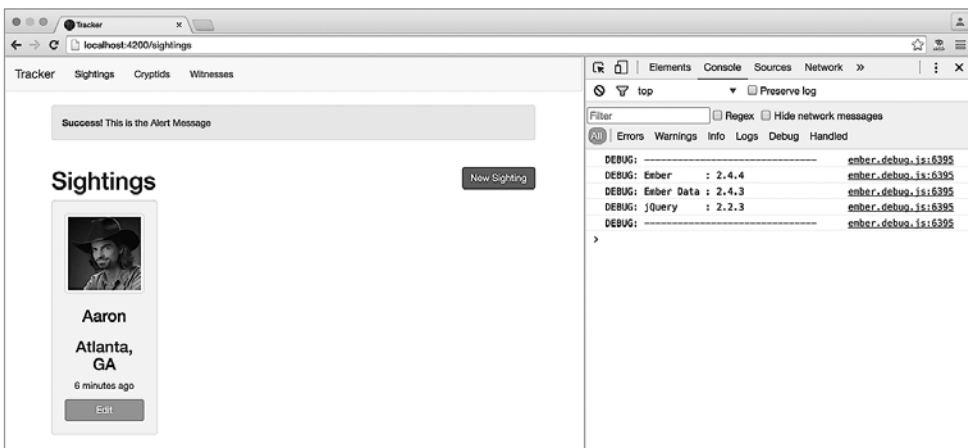 Tracker
localhost:4200/sightings
Tracker Sightings Cryptids Witnesses
Success! This is the Alert Message
Sightings
New Sighting
Aaron
Atlanta,
GA
6 minutes ago
Edit
Elements Console Sources Network »
top Preserve log
Filter Regex Hide network messages
All Errors Warnings Info Logs Debug Handled
DEBUG: ------------------------------- ember.debug.js:6395
DEBUG: Ember : 2.4.4 ember.debug.js:6395
DEBUG: Ember Data : 2.4.3 ember.debug.js:6395
DEBUG: jQuery : 2.2.3 ember.debug.js:6395
DEBUG: ------------------------------- ember.debug.js:6395
>